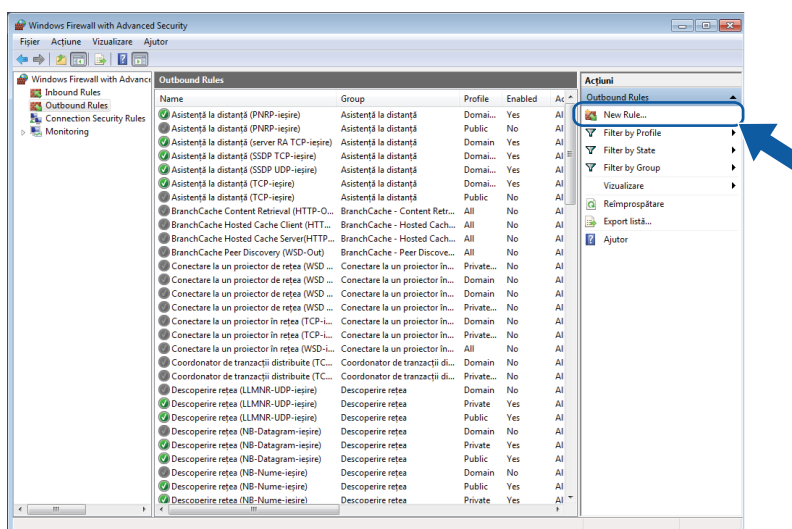 Windows Firewall with Advanced Security
Fișier Acțiune Vizualizare Ajutor
Windows Firewall with Advance
Inbound Rules
Outbound Rules
Connection Security Rules
Monitoring
Outbound Rules
Name Group Profile Enabled Ac
Asistență la distanță (PNRP-ieșire) Asistență la distanță Domai... Yes Al
Asistență la distanță (PNRP-ieșire) Asistență la distanță Public No Al
Asistență la distanță (server RA TCP-ieșire) Asistență la distanță Domain Yes Al
Asistență la distanță (SSDP TCP-ieșire) Asistență la distanță Domai... Yes Al
Asistență la distanță (SSDP UDP-ieșire) Asistență la distanță Domai... Yes Al
Asistență la distanță (TCP-ieșire) Asistență la distanță Domai... Yes Al
Asistență la distanță (TCP-ieșire) Asistență la distanță Public No Al
BranchCache Content Retrieval (HTTP-O... BranchCache - Content Retr... All No Al
BranchCache Hosted Cache Client (HTT... BranchCache - Hosted Cach... All No Al
BranchCache Hosted Cache Server(HTTP... BranchCache - Hosted Cach... All No Al
BranchCache Peer Discovery (WSD-Out) BranchCache - Peer Discove... All No Al
Conectare la un proiector de rețea (WSD ... Conectare la un proiector în... Private... No Al
Conectare la un proiector de rețea (WSD ... Conectare la un proiector în... Domain No Al
Conectare la un proiector de rețea (WSD ... Conectare la un proiector în... Domain No Al
Conectare la un proiector de rețea (WSD ... Conectare la un proiector în... Private... No Al
Conectare la un proiector în rețea (TCP-i... Conectare la un proiector în... Domain No Al
Conectare la un proiector în rețea (TCP-i... Conectare la un proiector în... Private... No Al
Conectare la un proiector în rețea (WSD-i... Conectare la un proiector în... All No Al
Coordonator de tranzacții distribuite (TC... Coordonator de tranzacții di... Domain No Al
Coordonator de tranzacții distribuite (TC... Coordonator de tranzacții di... Private... No Al
Descoperire rețea (LLMNR-UDP-ieșire) Descoperire rețea Domain No Al
Descoperire rețea (LLMNR-UDP-ieșire) Descoperire rețea Private Yes Al
Descoperire rețea (LLMNR-UDP-ieșire) Descoperire rețea Public Yes Al
Descoperire rețea (NB-Datagram-ieșire) Descoperire rețea Domain No Al
Descoperire rețea (NB-Datagram-ieșire) Descoperire rețea Private Yes Al
Descoperire rețea (NB-Datagram-ieșire) Descoperire rețea Public Yes Al
Descoperire rețea (NB-Nume-ieșire) Descoperire rețea Domain No Al
Descoperire rețea (NB-Nume-ieșire) Descoperire rețea Public Yes Al
Descoperire rețea (NB-Nume-ieșire) Descoperire rețea Private Yes Al
Acțiuni
Outbound Rules
New Rule...
Filter by Profile
Filter by State
Filter by Group
Vizualizare
Reîmprospătare
Export listă...
Ajutor